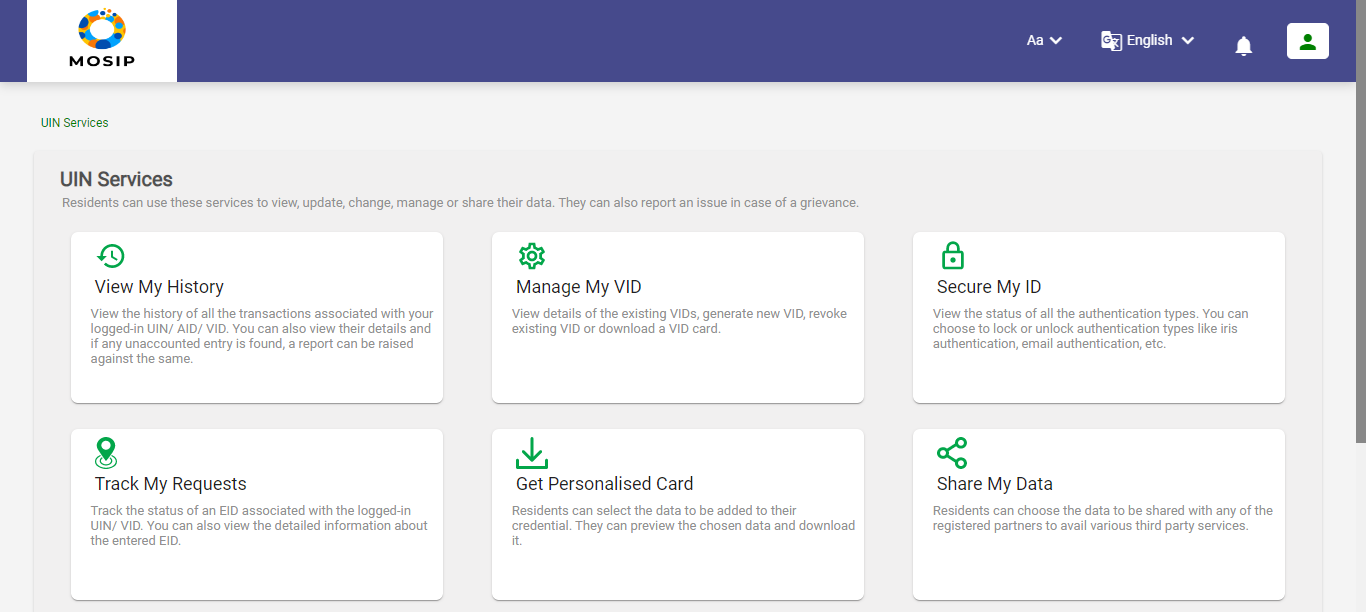 MOSIP
Aa
English
UIN Services
UIN Services
Residents can use these services to view, update, change, manage or share their data. They can also report an issue in case of a grievance.
View My History
View the history of all the transactions associated with your
logged-in UIN/ AID/ VID. You can also view their details and
if any unaccounted entry is found, a report can be raised
against the same.
Manage My VID
View details of the existing VIDs, generate new VID, revoke
existing VID or download a VID card.
Secure My ID
View the status of all the authentication types. You can
choose to lock or unlock authentication types like iris
authentication, email authentication, etc.
Track My Requests
Track the status of an EID associated with the logged-in
UIN/ VID. You can also view the detailed information about
the entered EID.
Get Personalised Card
Residents can select the data to be added to their
credential. They can preview the chosen data and download
it.
Share My Data
Residents can choose the data to be shared with any of the
registered partners to avail various third party services.